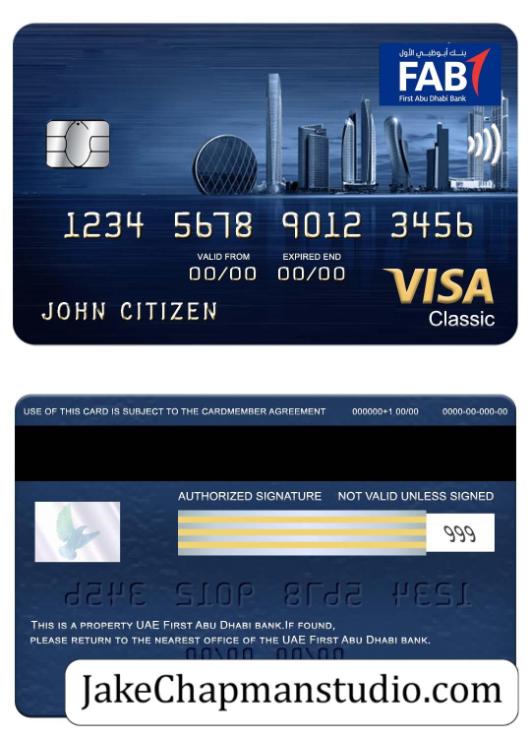 بنك أبوظبي الأول
FAB
First Abu Dhabi Bank
1234 5678 9012 3456
VALID FROM EXPIRED END
00/00 00/00
JOHN CITIZEN
VISA
Classic
USE OF THIS CARD IS SUBJECT TO THE CARDMEMBER AGREEMENT 000000+1 00/00 0000-00-000-00
AUTHORIZED SIGNATURE NOT VALID UNLESS SIGNED
999
1234 5678 9012 3456
THIS IS A PROPERTY UAE FIRST ABU DHABI BANK.IF FOUND,
PLEASE RETURN TO THE NEAREST OFFICE OF THE UAE FIRST ABU DHABI BANK.
00/00 00/00
JakeChapmanstudio.com